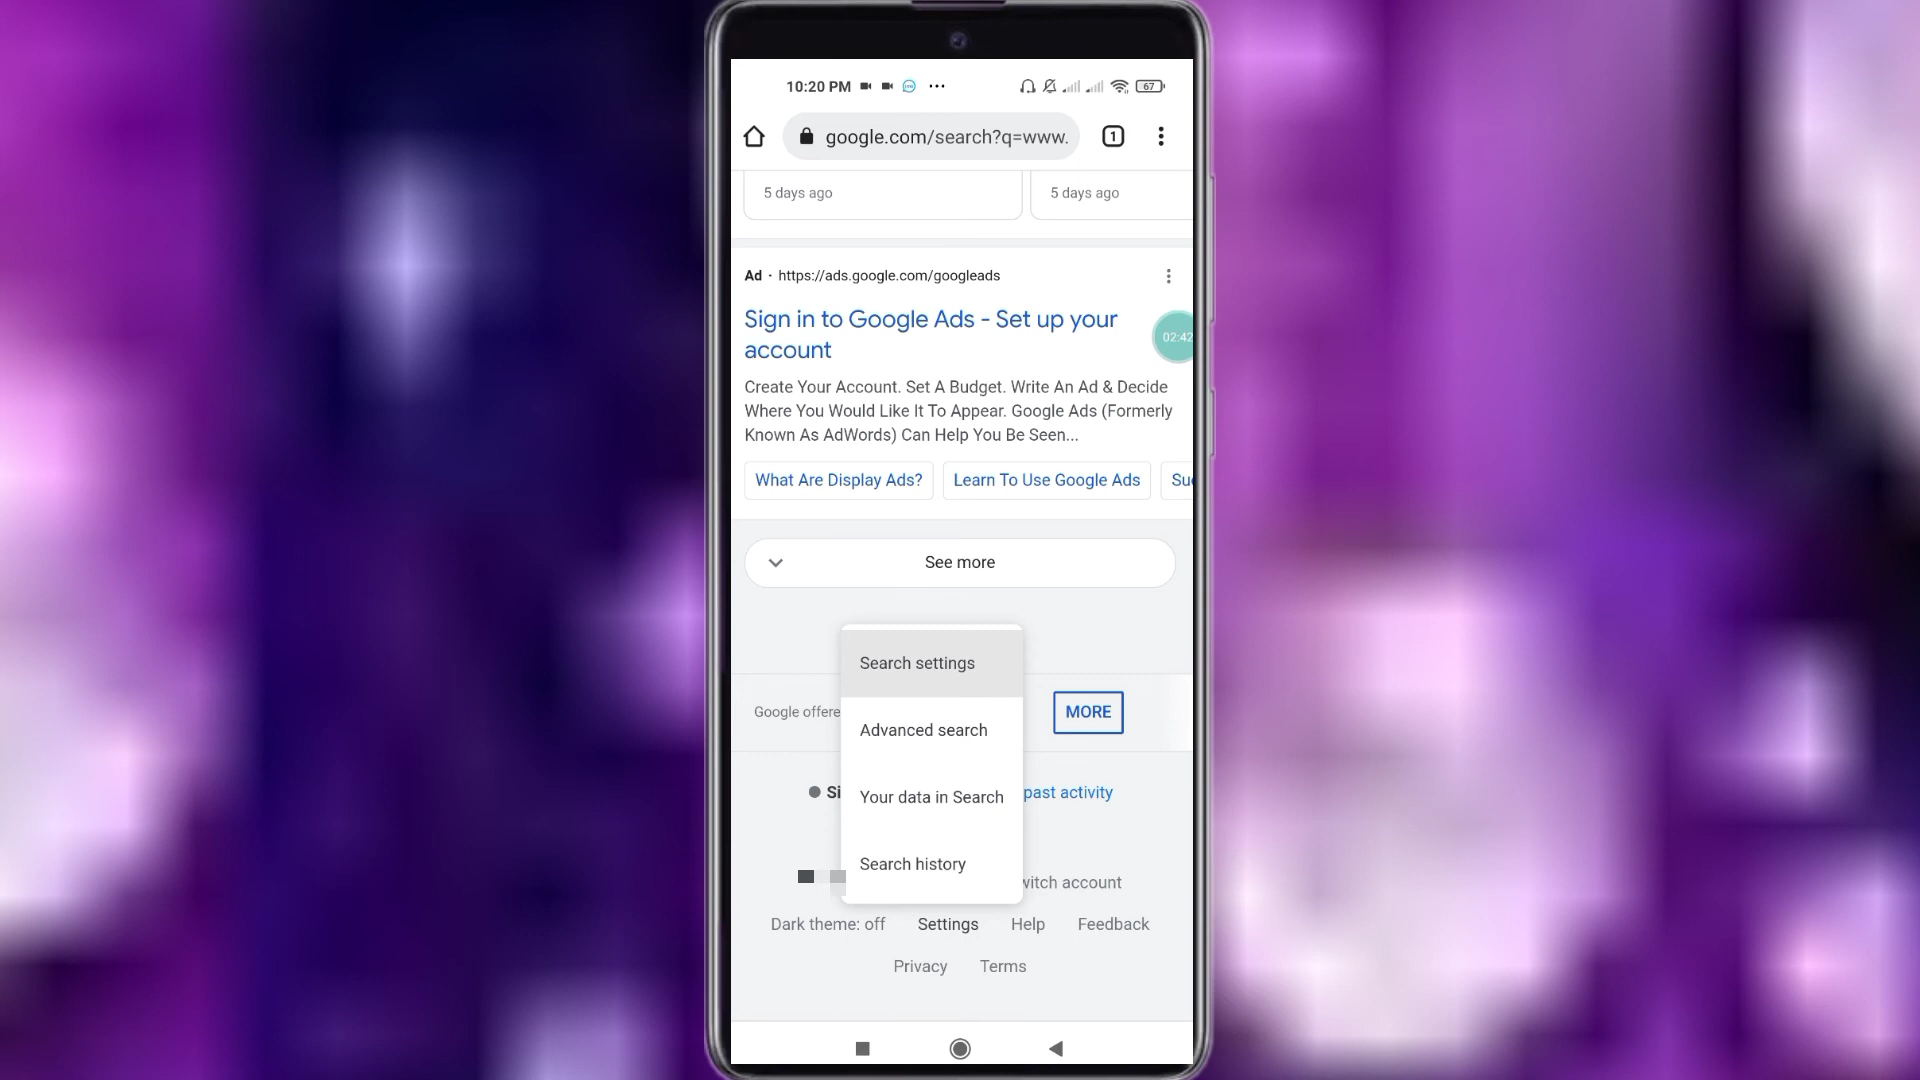 10:20 PM
67
google.com/search?q=www.
1
5 days ago
5 days ago
Ad · https://ads.google.com/googleads
Sign in to Google Ads - Set up your
account
02:42
Create Your Account. Set A Budget. Write An Ad & Decide
Where You Would Like It To Appear. Google Ads (Formerly
Known As AdWords) Can Help You Be Seen...
What Are Display Ads?
Learn To Use Google Ads
See more
Search settings
Google offere
MORE
Advanced search
Your data in Search
past activity
Search history
witch account
Dark theme: off
Settings
Help
Feedback
Privacy
Terms